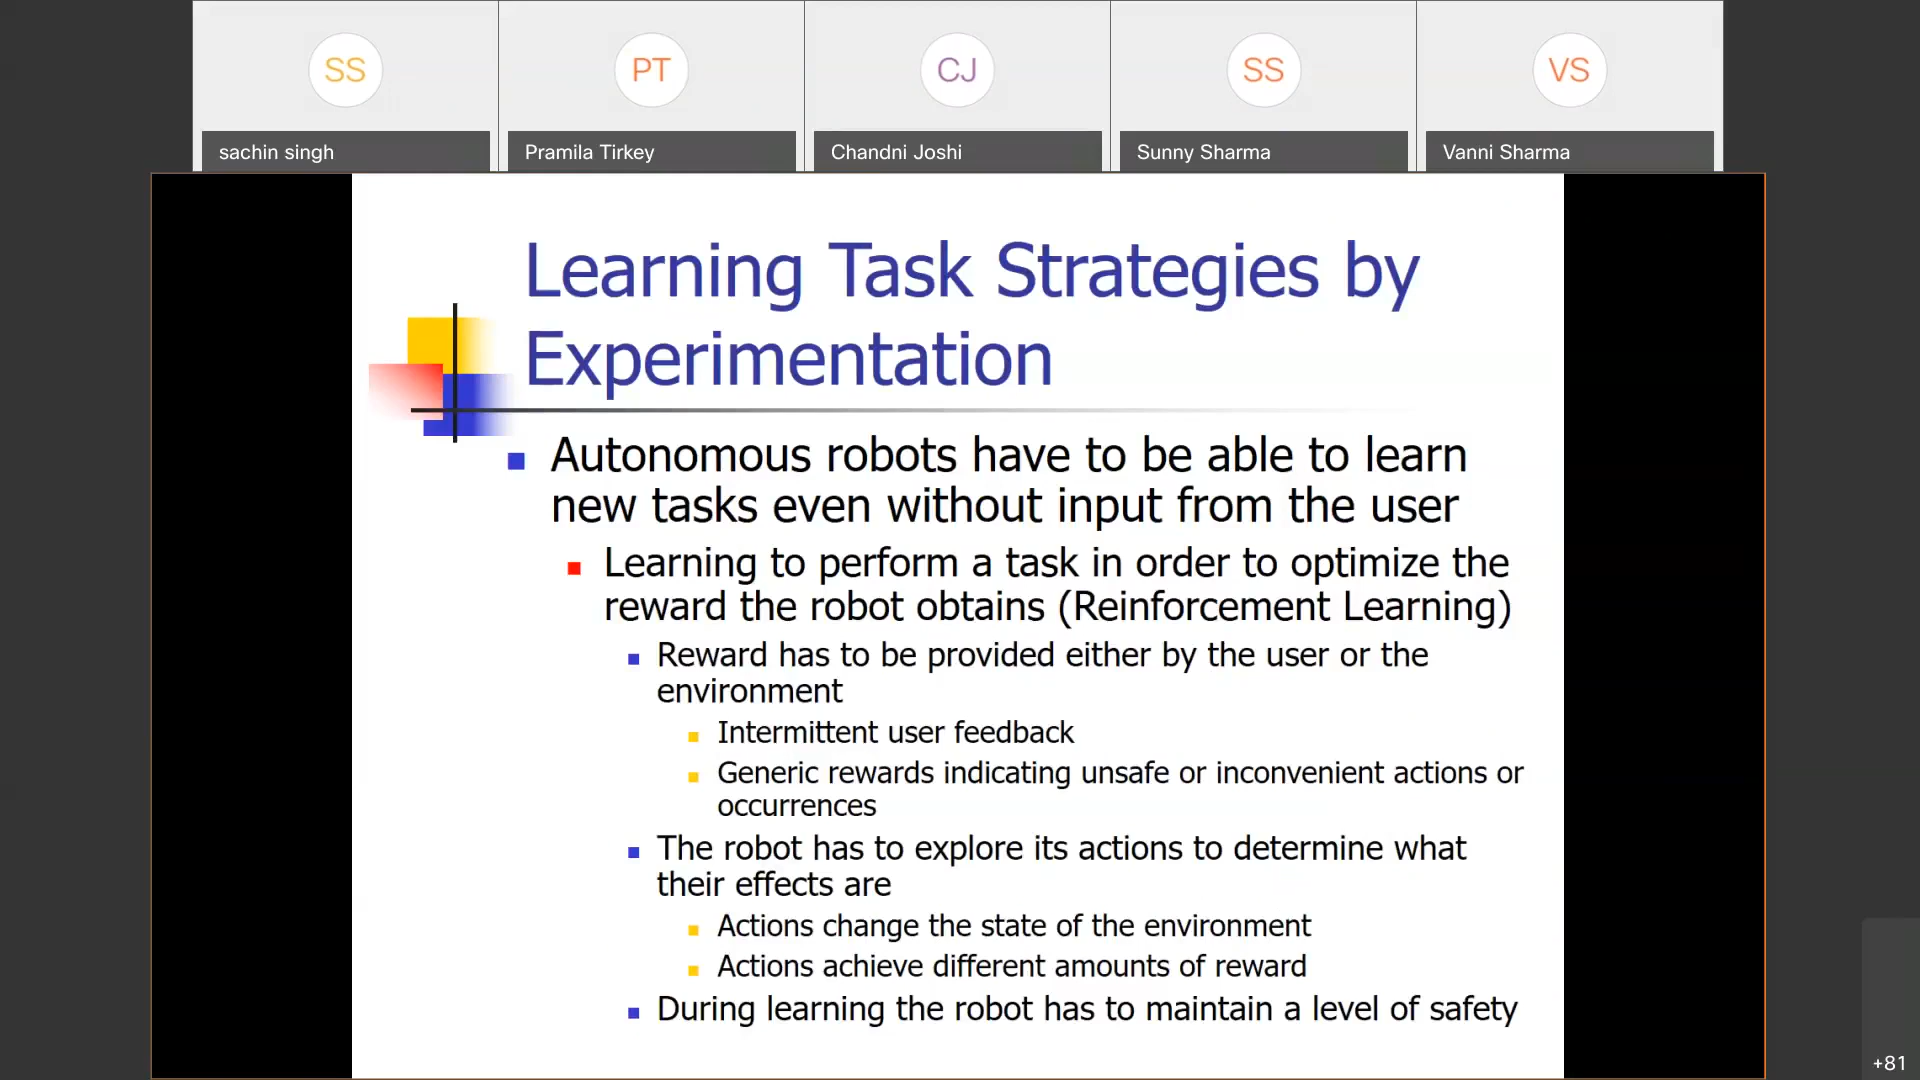 SS
PT
CJ
SS
VS
sachin singh
Pramila Tirkey
Chandni Joshi
Sunny Sharma
Vanni Sharma
Learning Task Strategies by
Experimentation
Autonomous robots have to be able to learn
new tasks even without input from the user
Learning to perform a task in order to optimize the
reward the robot obtains (Reinforcement Learning)
Reward has to be provided either by the user or the
environment
Intermittent user feedback
Generic rewards indicating unsafe or inconvenient actions or
occurrences
The robot has to explore its actions to determine what
their effects are
Actions change the state of the environment
Actions achieve different amounts of reward
During learning the robot has to maintain a level of safety
+81